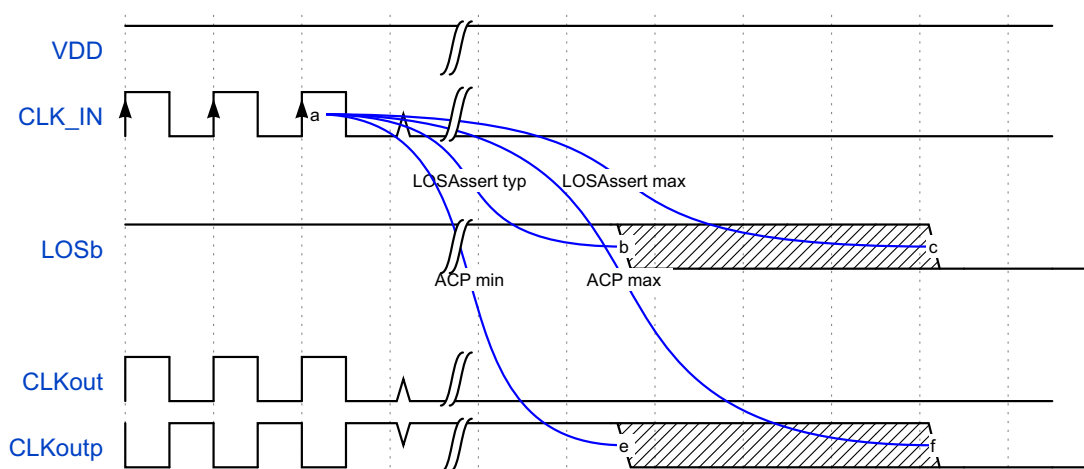 VDD
CLK_IN
a
LOSAssert typ
LOSAssert max
LOSb
b
c
ACP min
ACP max
CLKout
CLKoutp
e
f